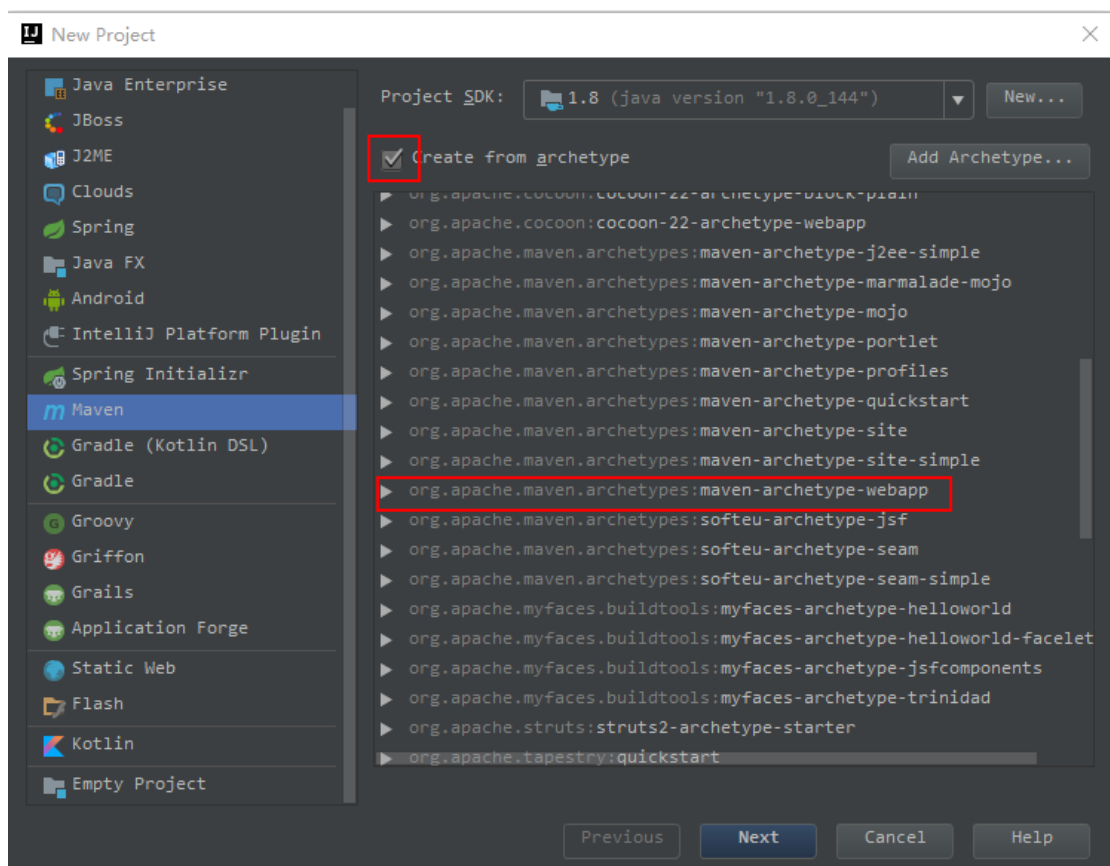 IJ New Project
Java Enterprise
JBoss
J2ME
Clouds
Spring
Java FX
Android
IntelliJ Platform Plugin
Spring Initializr
Maven
Gradle (Kotlin DSL)
Gradle
Groovy
Griffon
Grails
Application Forge
Static Web
Flash
Kotlin
Empty Project
Project SDK: 1.8 (java version "1.8.0_144") New...
Create from archetype Add Archetype...
org.apache.cocoon:cocoon-22-archetype-block-plain
org.apache.cocoon:cocoon-22-archetype-webapp
org.apache.maven.archetypes:maven-archetype-j2ee-simple
org.apache.maven.archetypes:maven-archetype-marmalade-mojo
org.apache.maven.archetypes:maven-archetype-mojo
org.apache.maven.archetypes:maven-archetype-portlet
org.apache.maven.archetypes:maven-archetype-profiles
org.apache.maven.archetypes:maven-archetype-quickstart
org.apache.maven.archetypes:maven-archetype-site
org.apache.maven.archetypes:maven-archetype-site-simple
org.apache.maven.archetypes:maven-archetype-webapp
org.apache.maven.archetypes:softeu-archetype-jsf
org.apache.maven.archetypes:softeu-archetype-seam
org.apache.maven.archetypes:softeu-archetype-seam-simple
org.apache.myfaces.buildtools:myfaces-archetype-helloworld
org.apache.myfaces.buildtools:myfaces-archetype-helloworld-facelet
org.apache.myfaces.buildtools:myfaces-archetype-jsfcomponents
org.apache.myfaces.buildtools:myfaces-archetype-trinidad
org.apache.struts:struts2-archetype-starter
org.apache.tapestry:quickstart
Previous Next Cancel Help